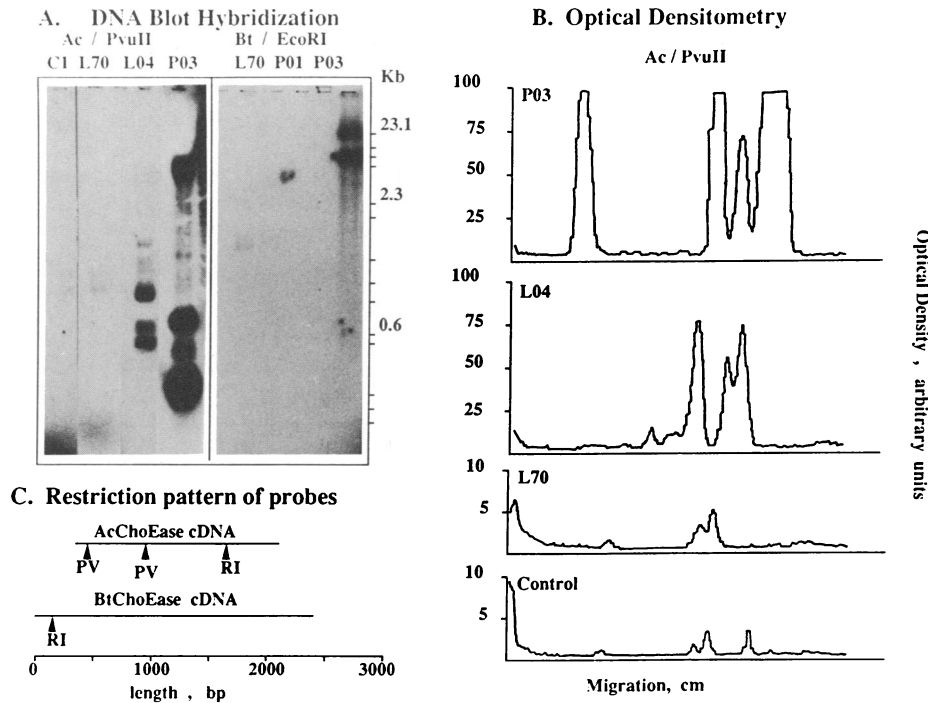 A. DNA Blot Hybridization
Ac / PvuII
Bt / EcoRI
C1 L70 L04 P03
L70 P01 P03
Kb
23.1
2.3
0.6
B. Optical Densitometry
Ac / PvuII
100
75
50
25
P03
100
75
50
25
L04
10
5
L70
10
5
Control
Migration, cm
Optical Density , arbitrary units
C. Restriction pattern of probes
AcChoEase cDNA
PV PV RI
BtChoEase cDNA
RI
0 1000 2000 3000
length , bp